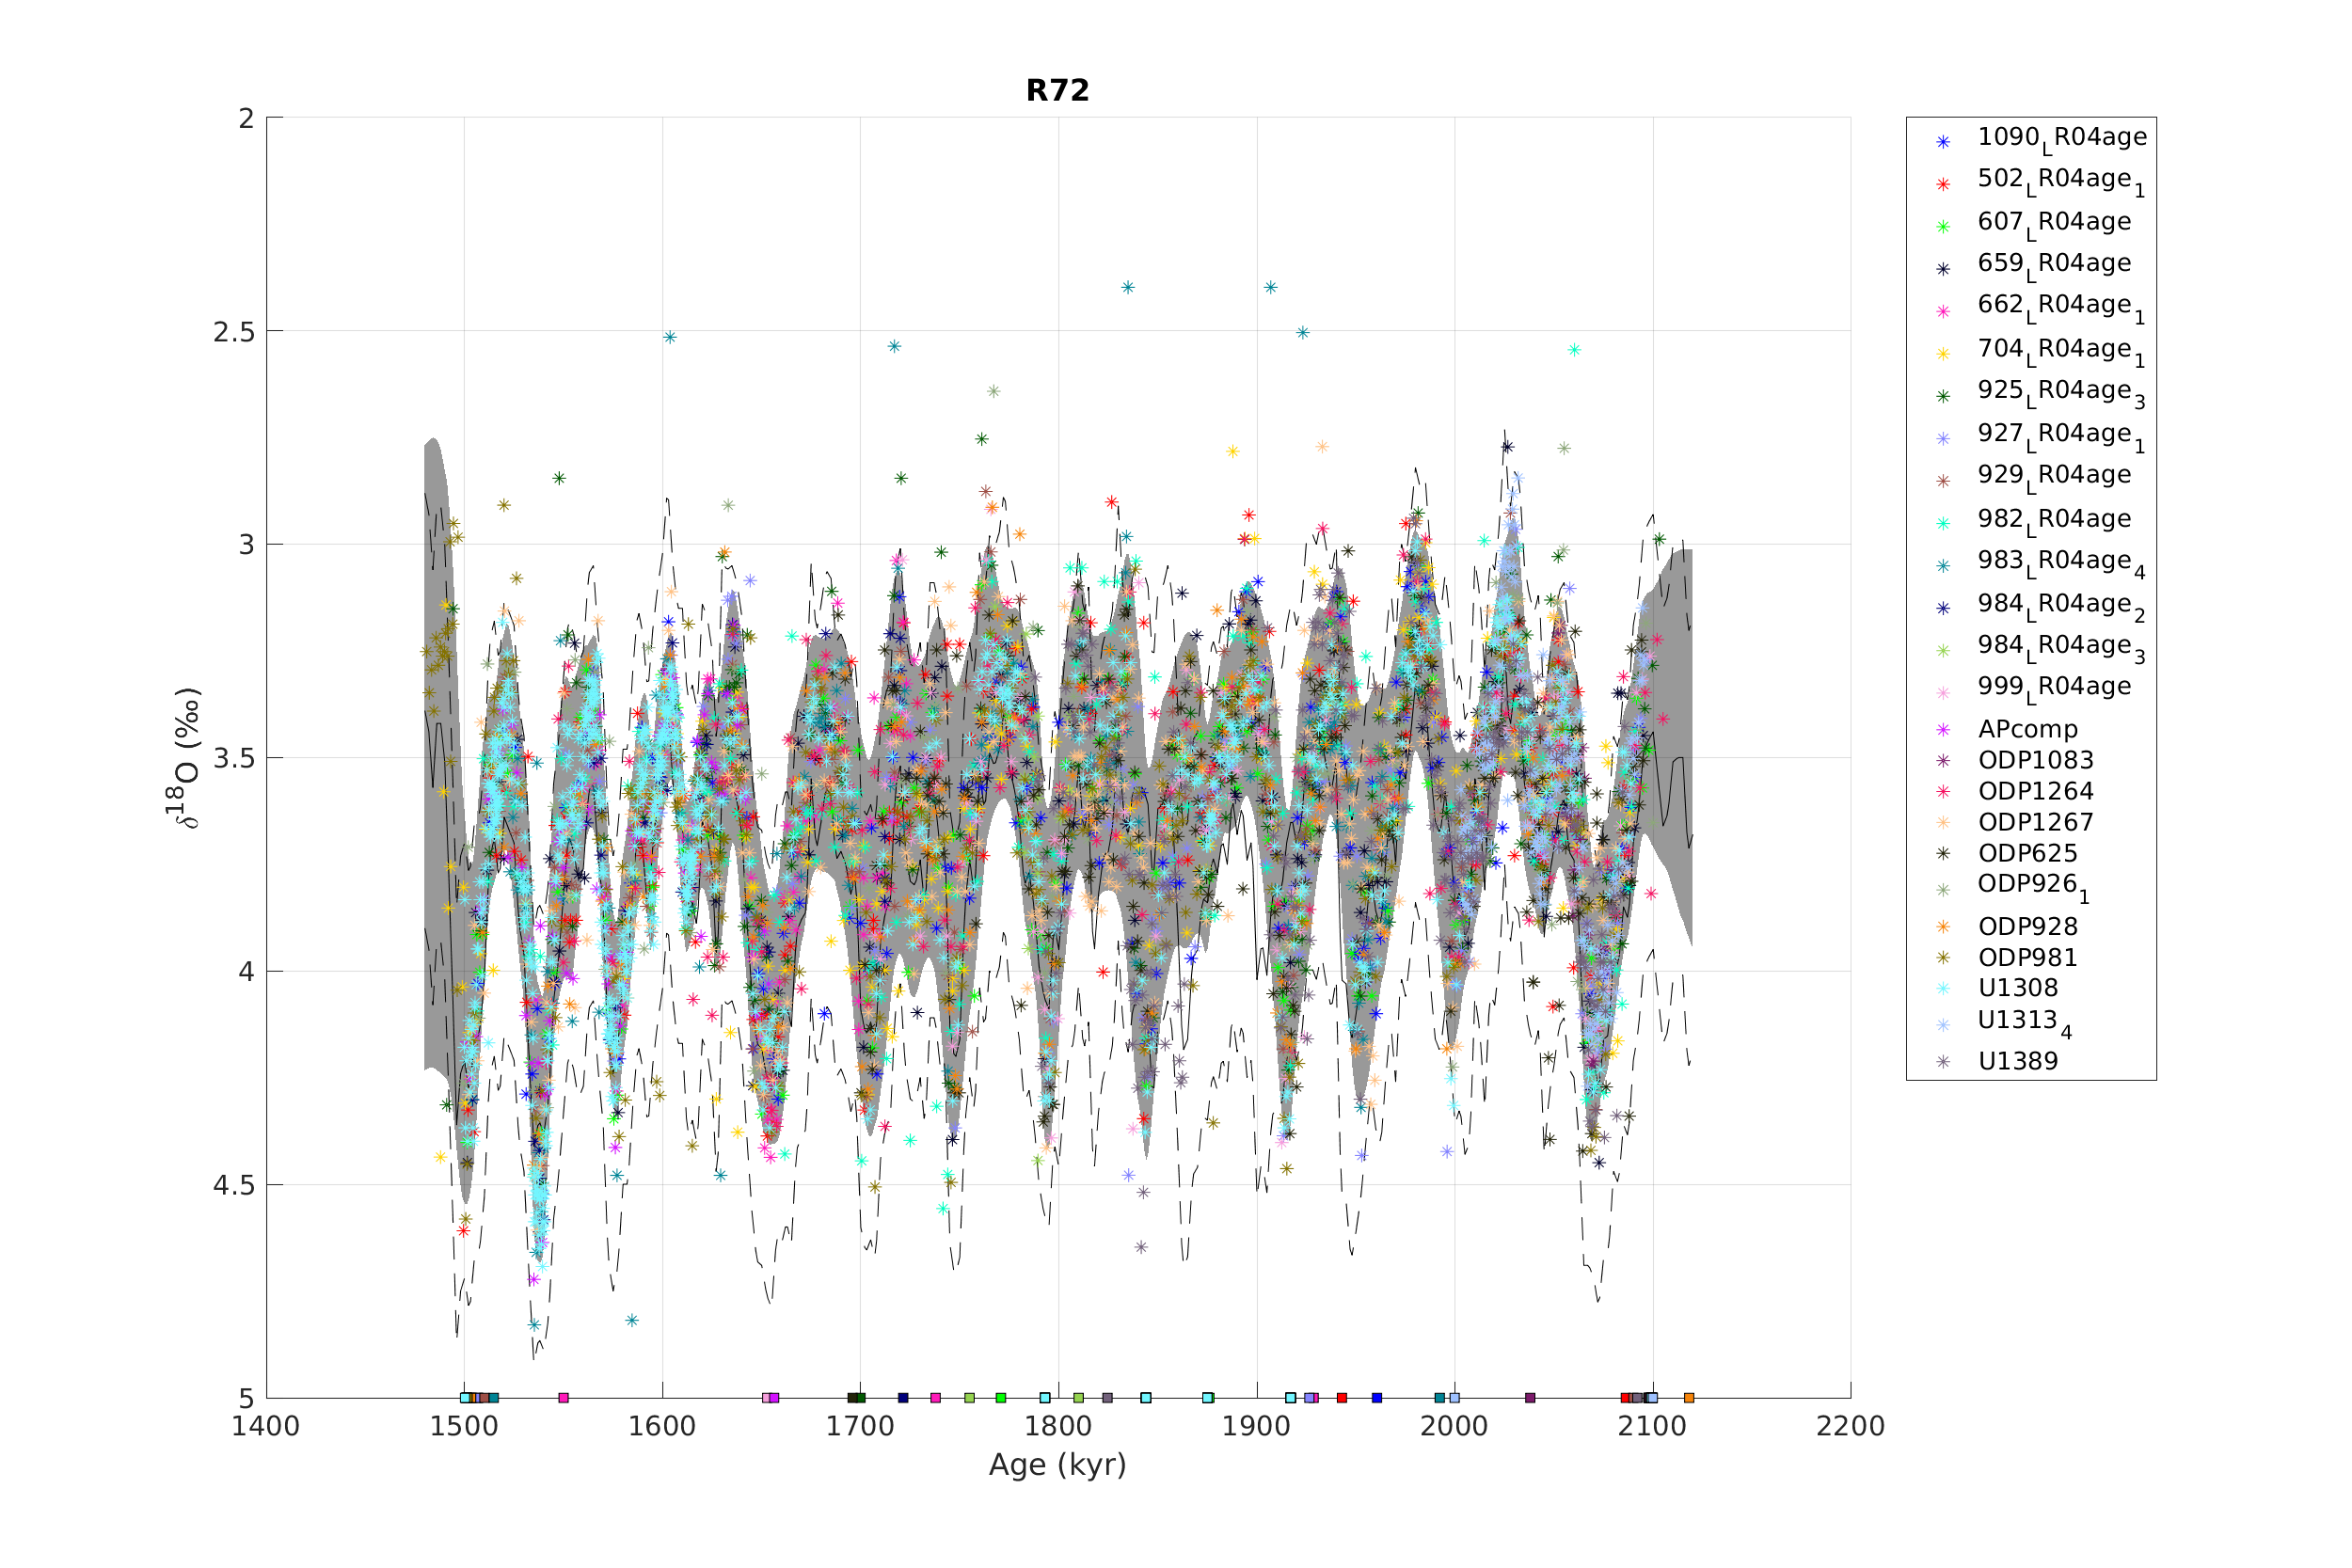 R72
2
2.5
3
3.5
4
4.5
5
δ18O (‰)
1400 1500 1600 1700 1800 1900 2000 2100 2200
Age (kyr)
1090LR04age
502LR04age1
607LR04age
659LR04age
662LR04age1
704LR04age1
925LR04age3
927LR04age1
929LR04age
982LR04age
983LR04age4
984LR04age2
984LR04age3
999LR04age
APcomp
ODP1083
ODP1264
ODP1267
ODP625
ODP9261
ODP928
ODP981
U1308
U13134
U1389